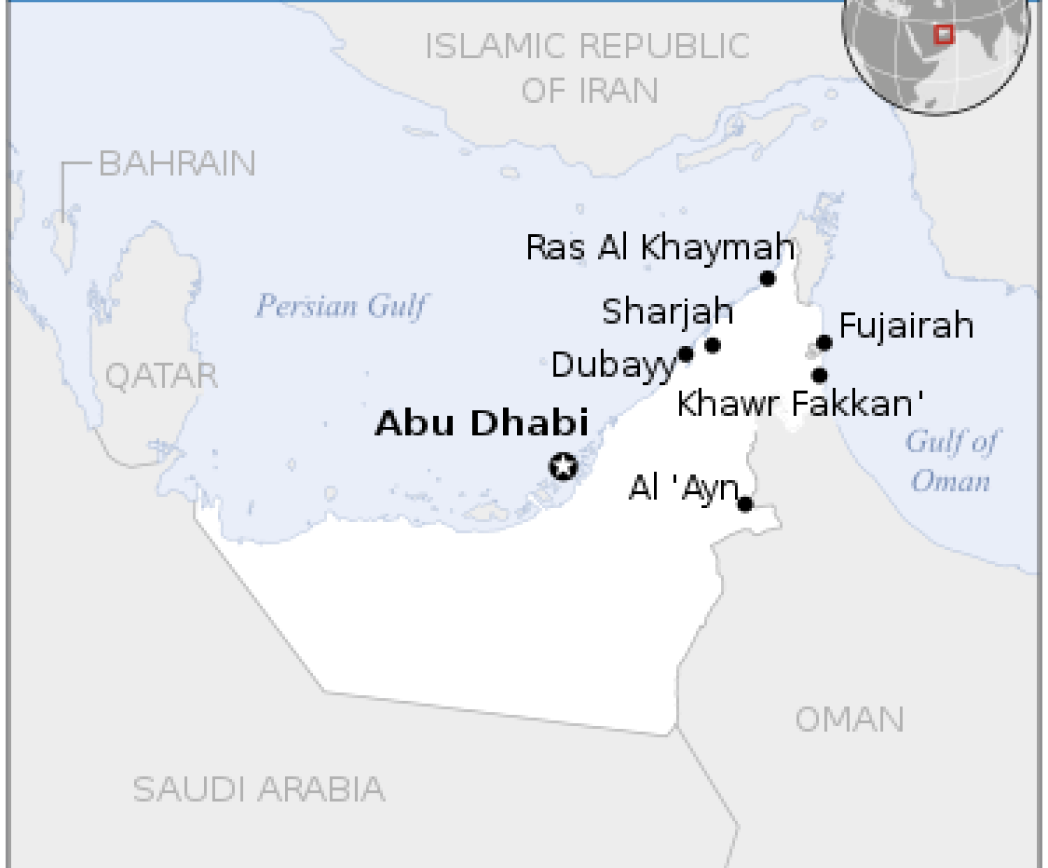 ISLAMIC REPUBLIC
OF IRAN
BAHRAIN
Ras Al Khaymah
Persian Gulf
Sharjah
Fujairah
Dubayy
QATAR
Khawr Fakkan'
Abu Dhabi
Gulf of
Oman
Al 'Ayn
OMAN
SAUDI ARABIA